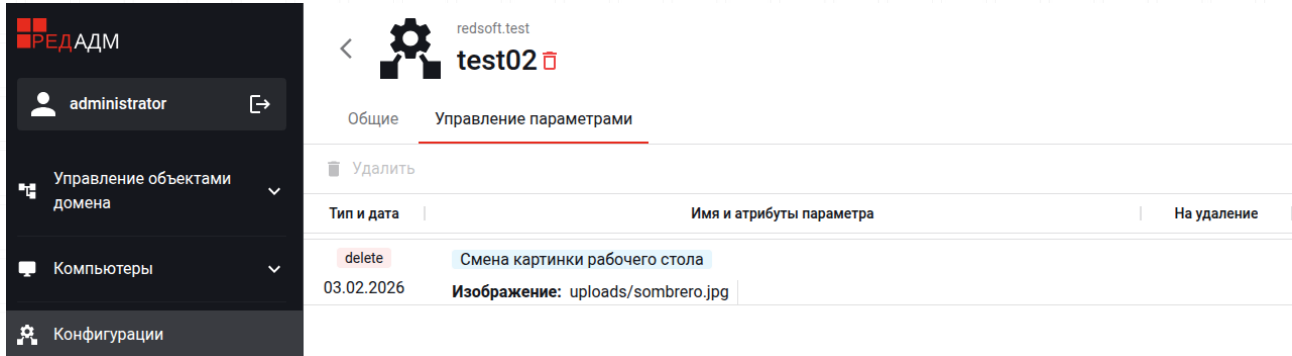 РЕДАДМ
administrator
Управление объектами
домена
Компьютеры
Конфигурации
redsoft.test
test02
Общие
Управление параметрами
Удалить
Тип и дата
Имя и атрибуты параметра
На удаление
delete
Смена картинки рабочего стола
03.02.2026
Изображение: uploads/sombrero.jpg